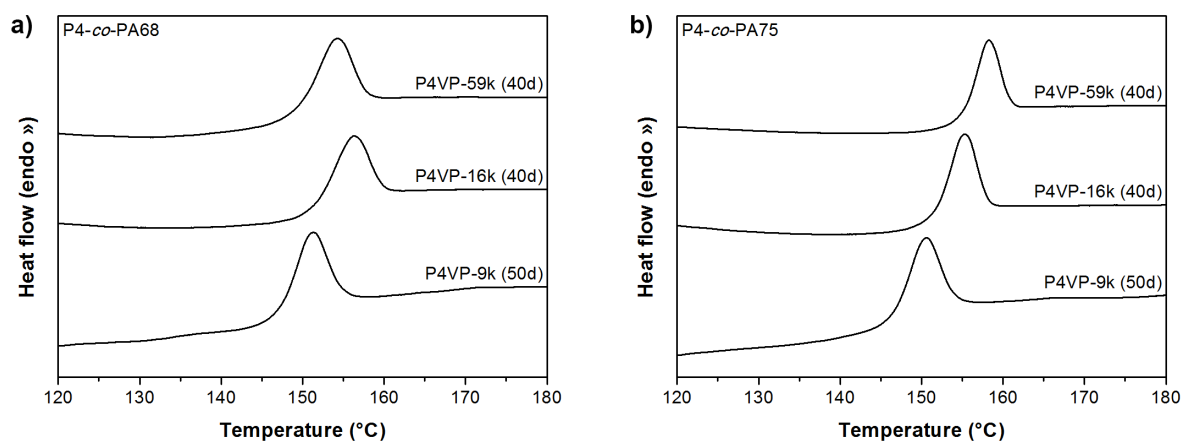 a)
P4-co-PA68
P4VP-59k (40d)
P4VP-16k (40d)
P4VP-9k (50d)
Heat flow (endo »)
120 130 140 150 160 170 180
Temperature (°C)
b)
P4-co-PA75
P4VP-59k (40d)
P4VP-16k (40d)
P4VP-9k (50d)
Heat flow (endo »)
120 130 140 150 160 170 180
Temperature (°C)